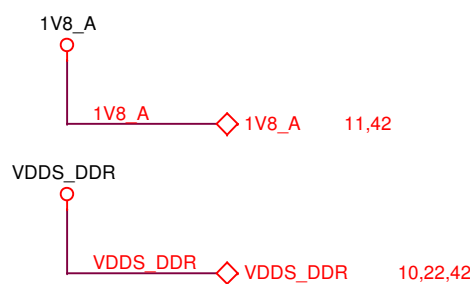 1V8_A
1V8_A
1V8_A 11,42
VDDS_DDR
VDDS_DDR
VDDS_DDR 10,22,42